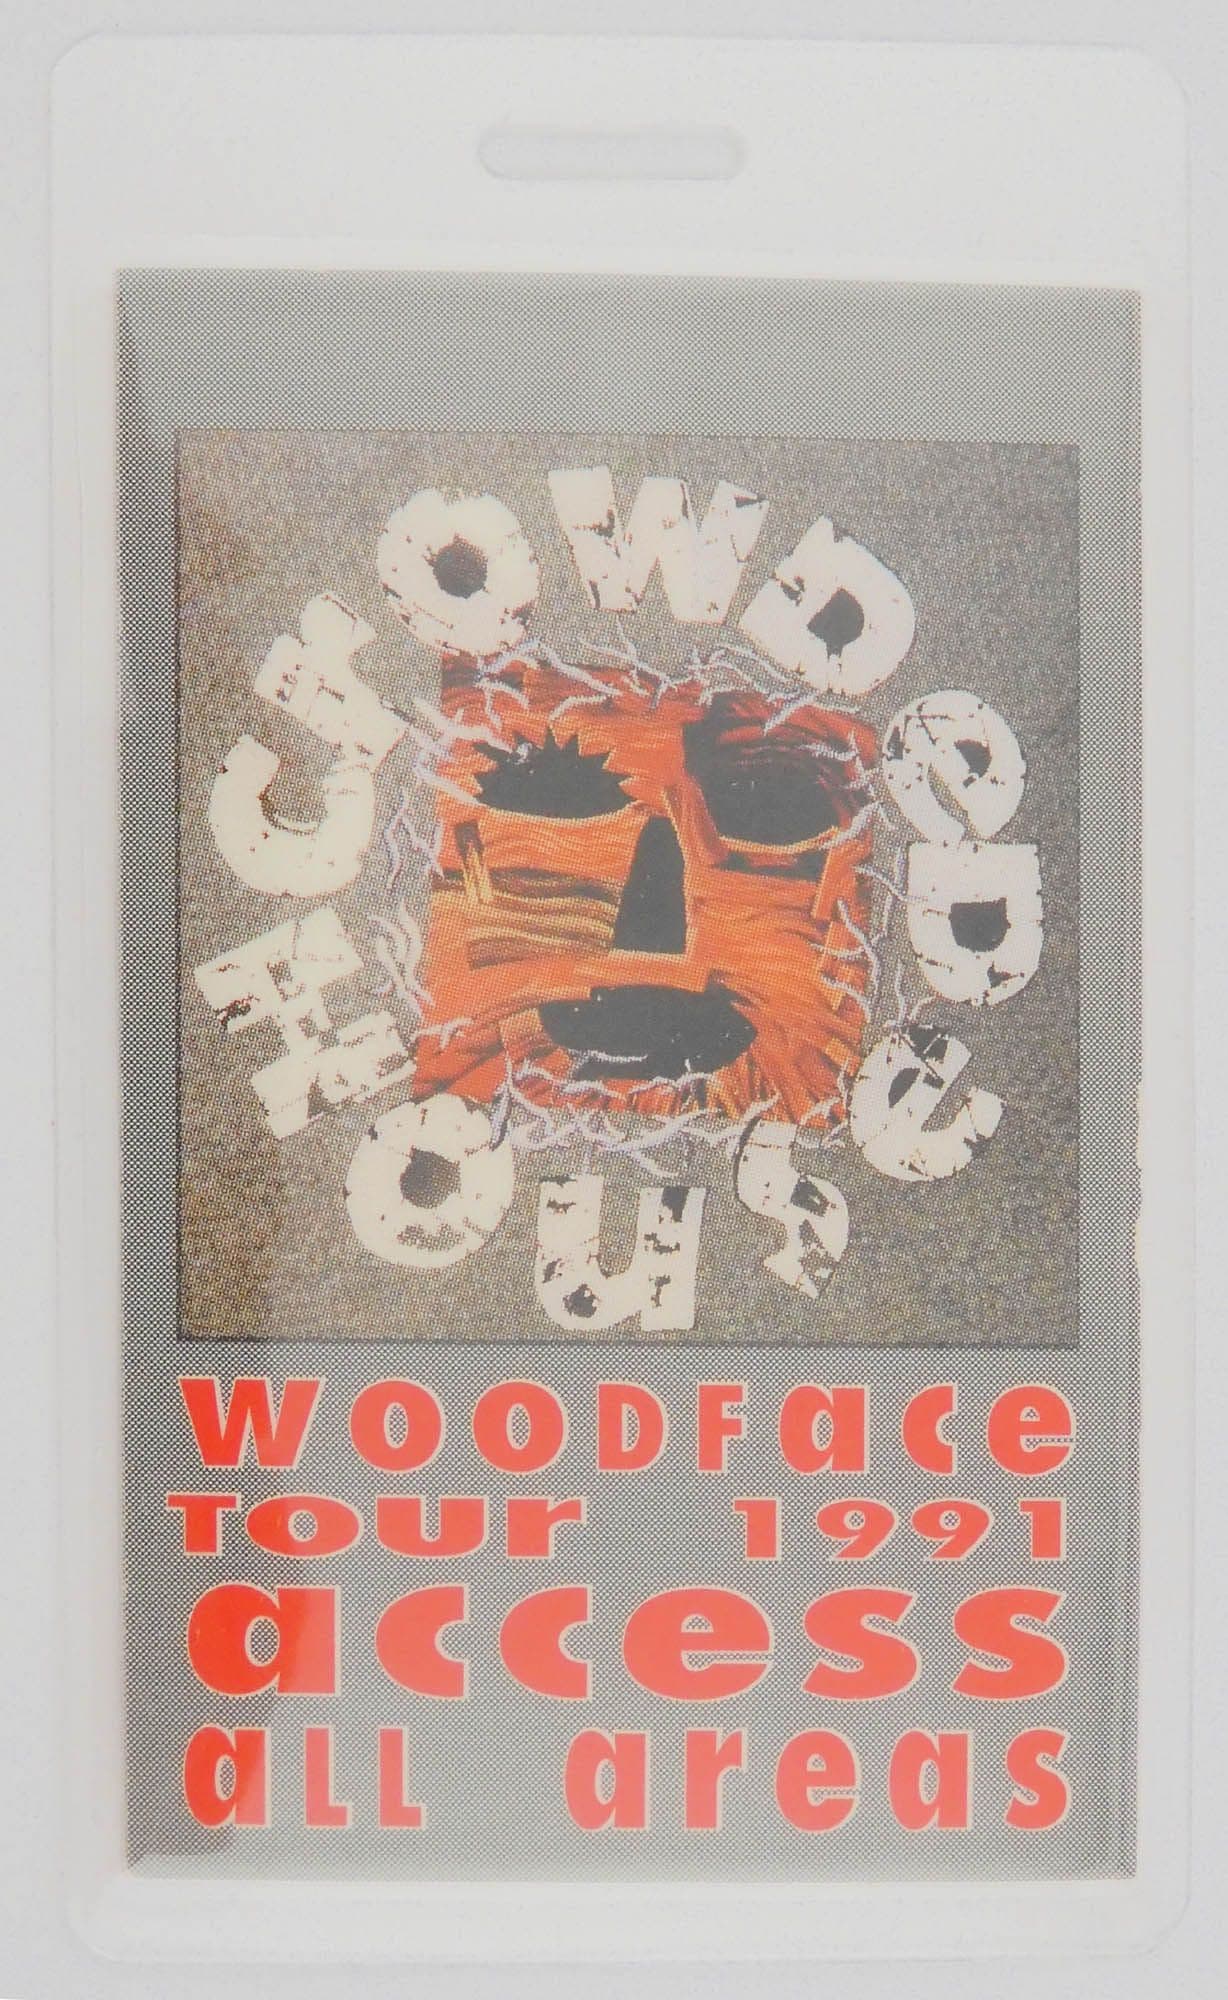 CROWDED
HOUSE
WOODFace
Tour 1991
access
aLL areas